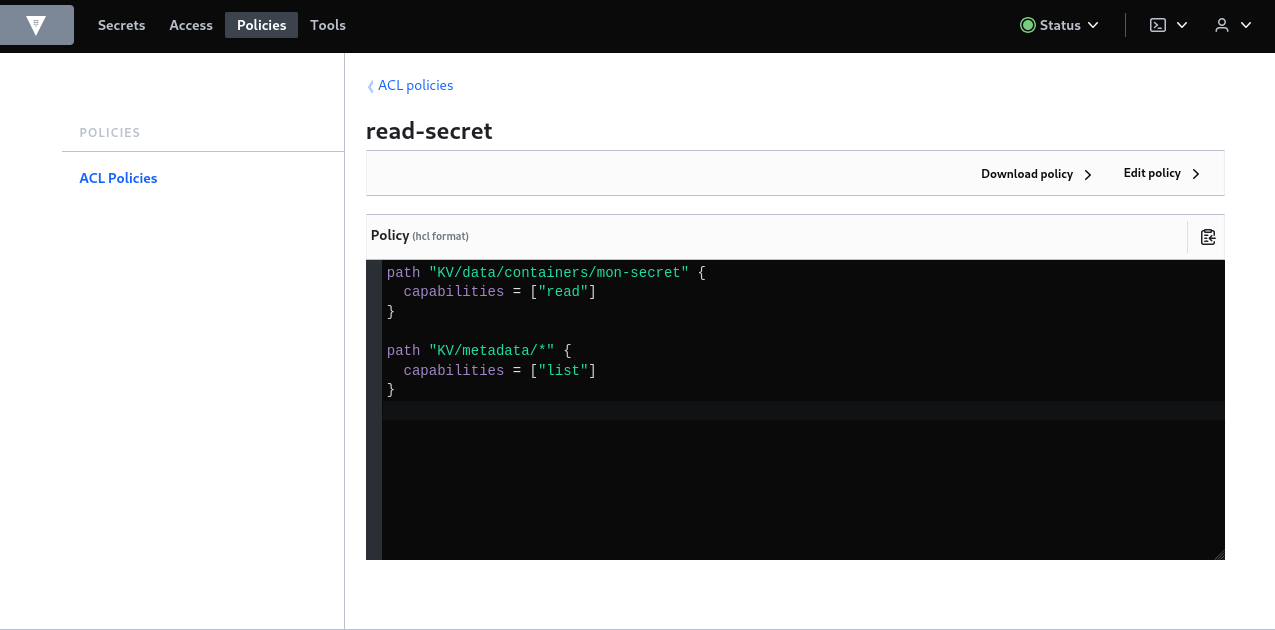 Secrets Access Policies Tools Status
ACL policies
POLICIES
ACL Policies
read-secret
Download policy Edit policy
Policy (hcl format)
path "KV/data/containers/mon-secret" {
  capabilities = ["read"]
}
path "KV/metadata/*" {
  capabilities = ["list"]
}